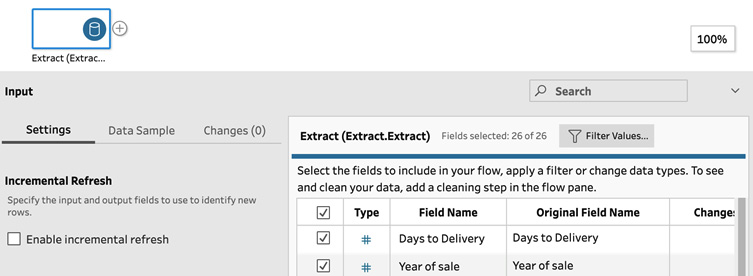 100%
Extract (Extrac...
Input
Search
Settings
Data Sample
Changes (0)
Extract (Extract.Extract)
Fields selected: 26 of 26
Filter Values...
Incremental Refresh
Specify the input and output fields to use to identify new
rows.
Enable incremental refresh
Select the fields to include in your flow, apply a filter or change data types. To see
and clean your data, add a cleaning step in the flow pane.
Type Field Name Original Field Name Changes
# Days to Delivery Days to Delivery
# Year of sale Year of sale